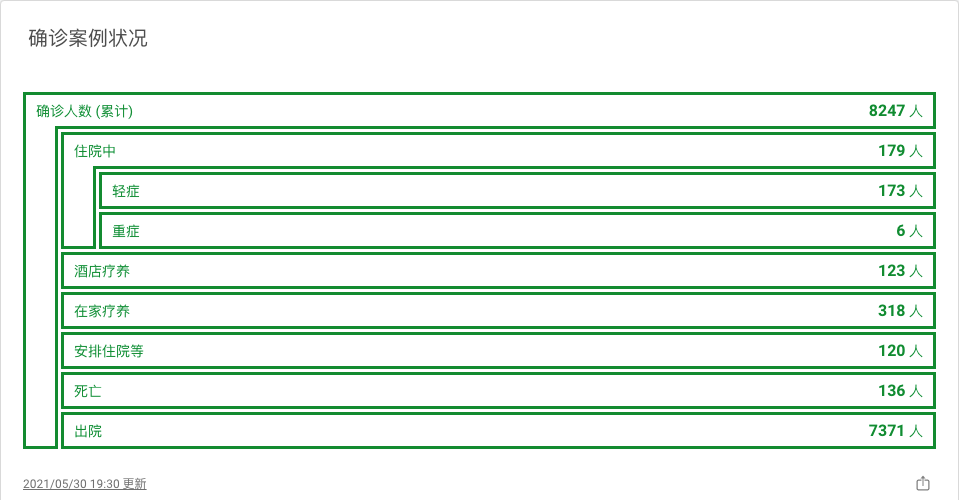 确诊案例状况
确诊人数 (累计) 8247 人
住院中 179 人
轻症 173 人
重症 6 人
酒店疗养 123 人
在家疗养 318 人
安排住院等 120 人
死亡 136 人
出院 7371 人
2021/05/30 19:30 更新